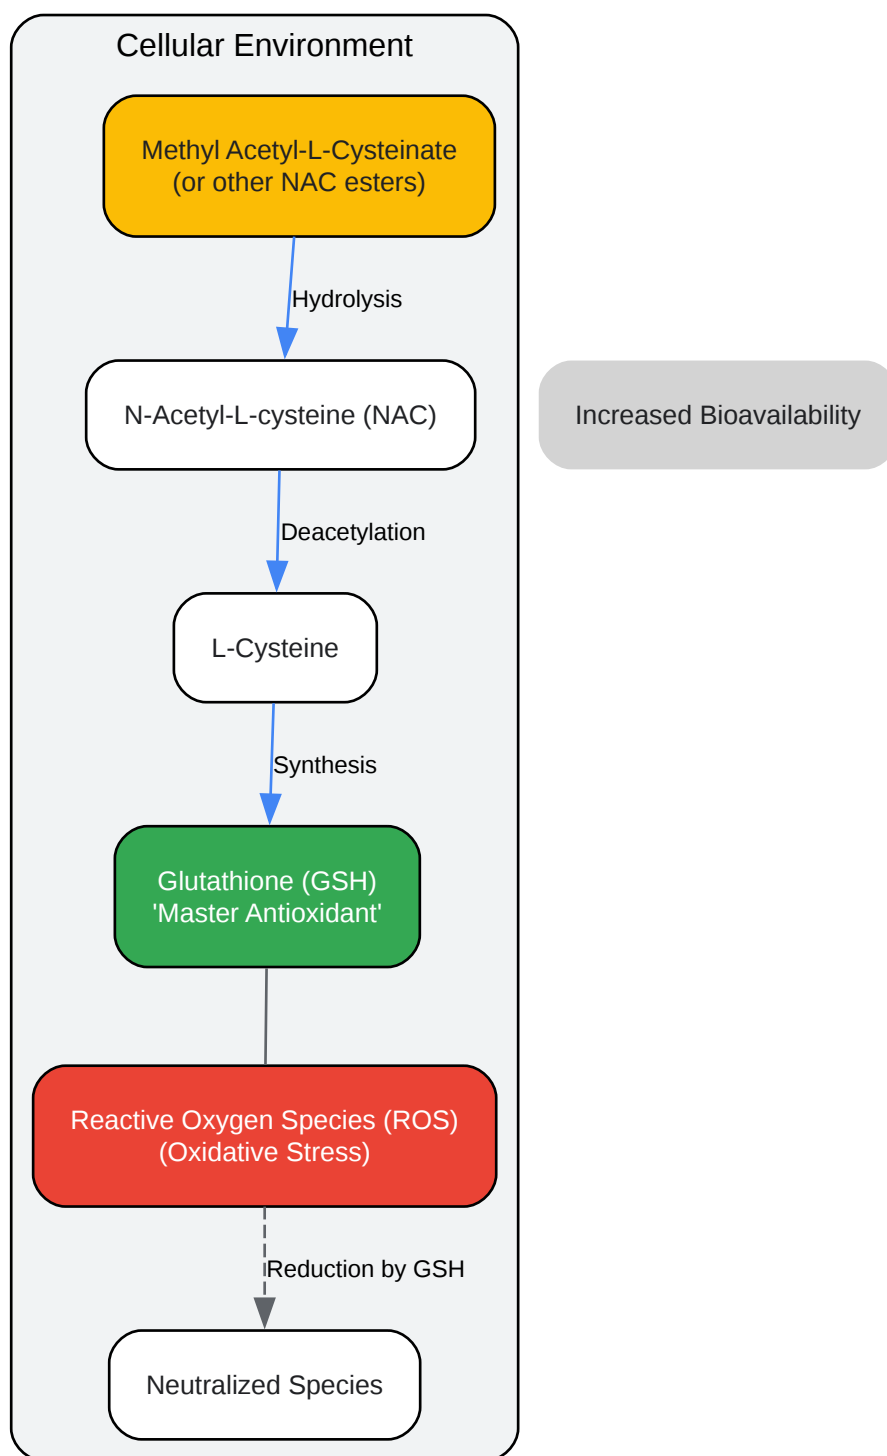 Cellular Environment
Methyl Acetyl-L-Cysteinate
(or other NAC esters)
Hydrolysis
N-Acetyl-L-cysteine (NAC)
Increased Bioavailability
Deacetylation
L-Cysteine
Synthesis
Glutathione (GSH)
'Master Antioxidant'
Reactive Oxygen Species (ROS)
(Oxidative Stress)
Reduction by GSH
Neutralized Species